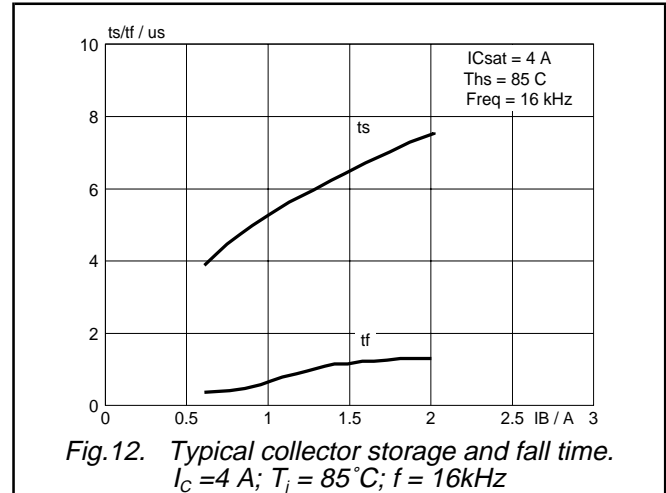 ts/tf / us
10
ICsat = 4 A
Ths = 85 C
Freq = 16 kHz
8
ts
6
4
2
tf
0
0 0.5 1 1.5 2 2.5 IB / A 3
Fig.12. Typical collector storage and fall time.
IC =4 A; Tj = 85˚C; f = 16kHz